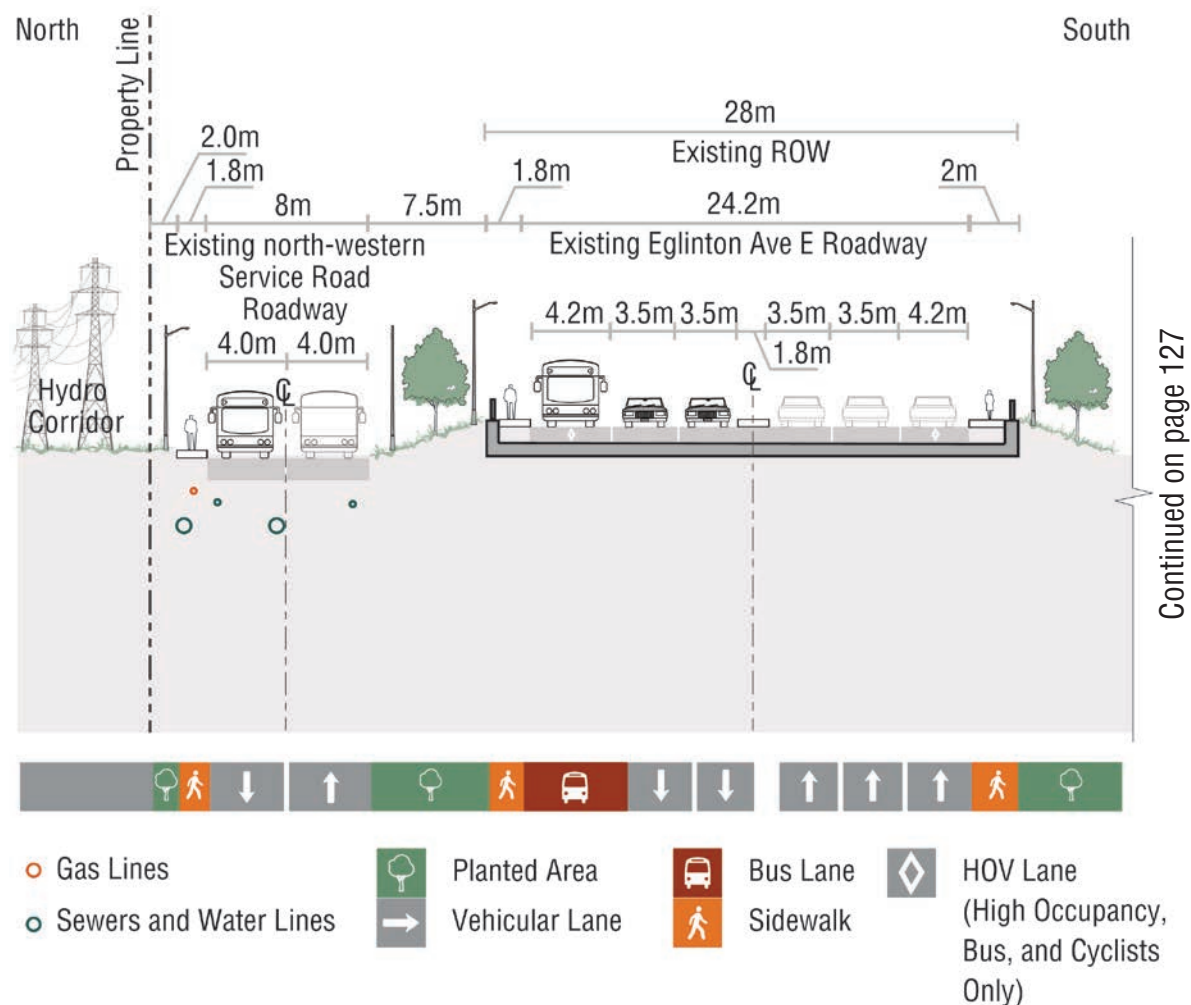 North
South
Property Line
28m
Existing ROW
2.0m
1.8m
8m
7.5m
1.8m
24.2m
2m
Existing north-western
Service Road
Roadway
Existing Eglinton Ave E Roadway
4.0m
4.0m
4.2m
3.5m
3.5m
3.5m
3.5m
4.2m
1.8m
℄
℄
Hydro
Corridor
Continued on page 127
Gas Lines
Sewers and Water Lines
Planted Area
Vehicular Lane
Bus Lane
Sidewalk
HOV Lane
(High Occupancy,
Bus, and Cyclists
Only)